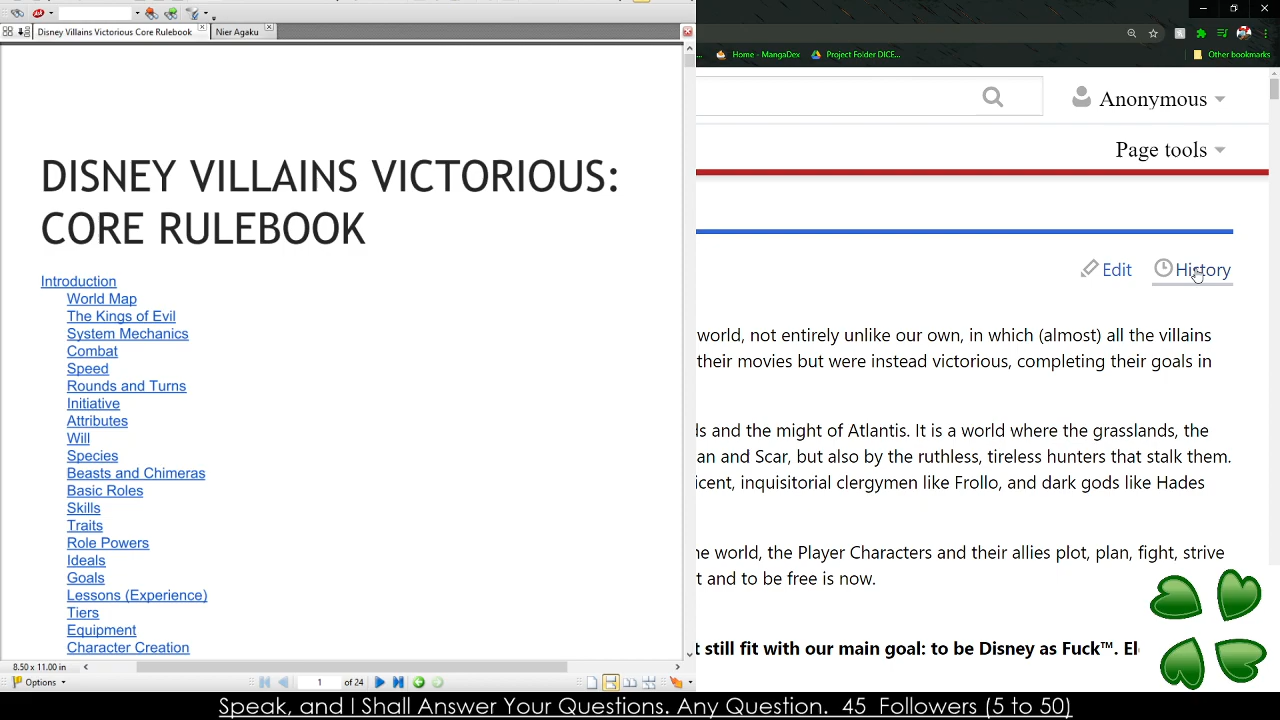 Disney Villains Victorious Core Rulebook
Nier Agaku
DISNEY VILLAINS VICTORIOUS:
CORE RULEBOOK
Introduction
World Map
The Kings of Evil
System Mechanics
Combat
Speed
Rounds and Turns
Initiative
Attributes
Will
Species
Beasts and Chimeras
Basic Roles
Skills
Traits
Role Powers
Ideals
Goals
Lessons (Experience)
Tiers
Equipment
Character Creation
8.50 x 11.00 in
Options
1 of 24
Home - MangaDex
Project Folder DICE...
Other bookmarks
Anonymous
Page tools
Edit
History
world, not entirely unlike our own, in which (almost) all the villains
their movies but were instead victorious, completing their goals in
and the might of Atlantis. It is a world where the grasslands, the
and Scar, but also by the ruthless, tireless hunters that stalk them.
inquisitorial clergymen like Frollo, and dark gods like Hades
world, the Player Characters and their allies plot, plan, fight, strive
and to be free is now.
still fit with our main goal: to be Disney as Fuck™.
Speak, and I Shall Answer Your Questions. Any Question. 45 Followers (5 to 50)